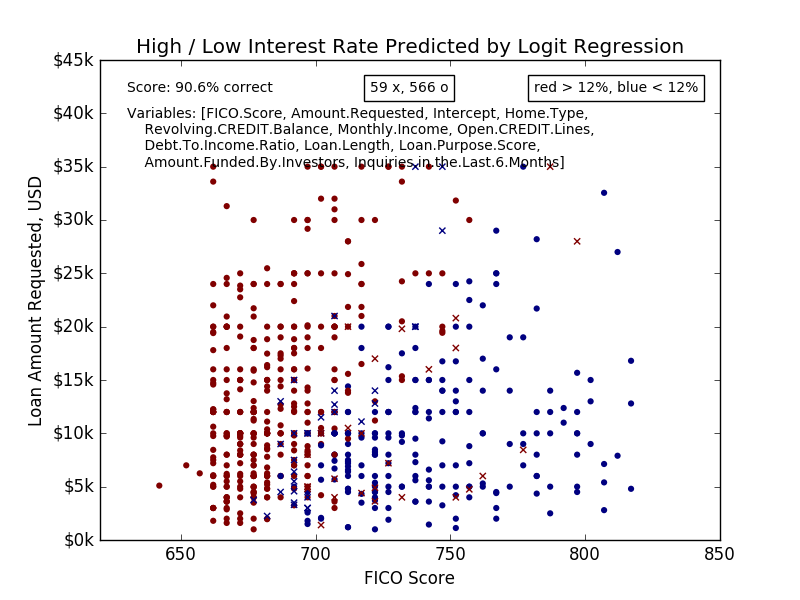 High / Low Interest Rate Predicted by Logit Regression
$45k
Score: 90.6% correct
59 x, 566 o
red > 12%, blue < 12%
$40k
Variables: [FICO.Score, Amount.Requested, Intercept, Home.Type,
Revolving.CREDIT.Balance, Monthly.Income, Open.CREDIT.Lines,
Debt.To.Income.Ratio, Loan.Length, Loan.Purpose.Score,
Amount.Funded.By.Investors, Inquiries.in.the.Last.6.Months]
$35k
$30k
$25k
$20k
$15k
$10k
$5k
$0k
Loan Amount Requested, USD
650 700 750 800 850
FICO Score